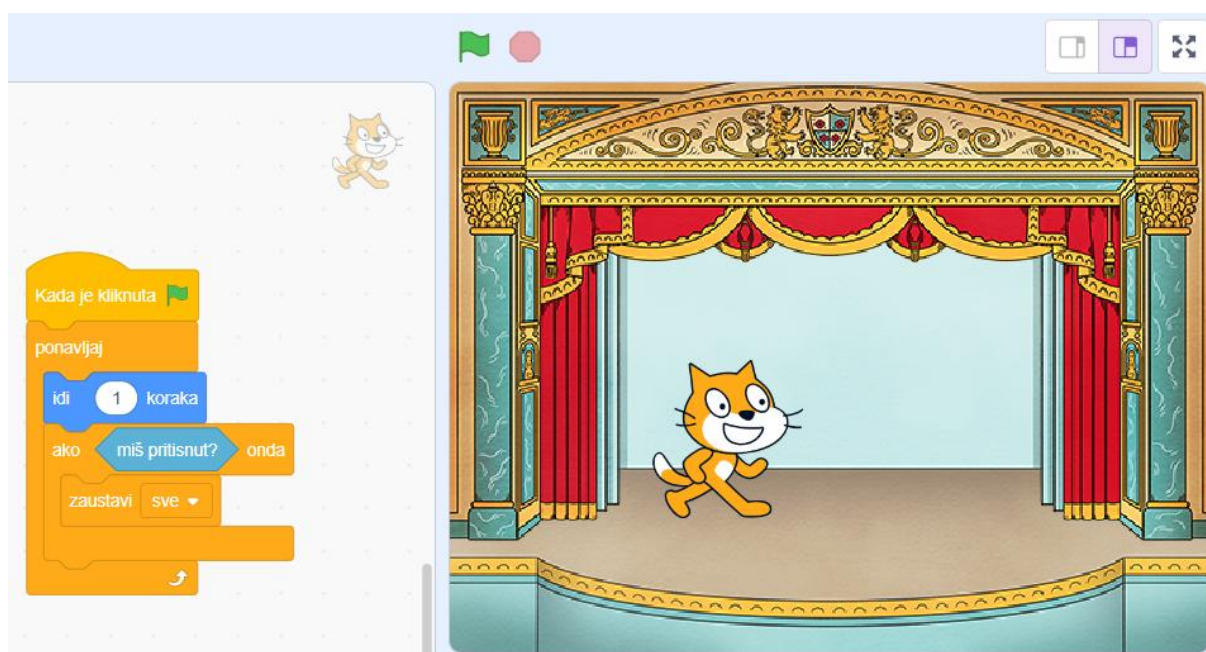 Kada je kliknuta
ponavljaj
idi 1 koraka
ako miš pritisnut? onda
zaustavi sve